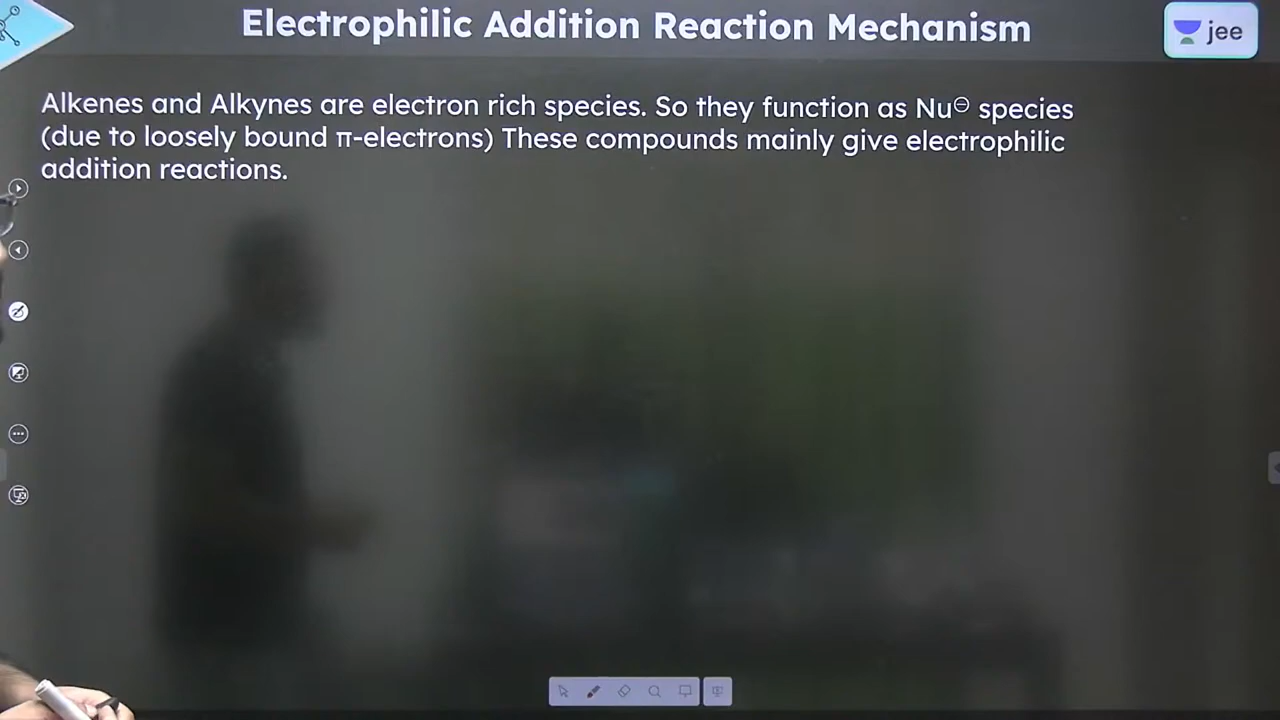 Electrophilic Addition Reaction Mechanism
jee
Alkenes and Alkynes are electron rich species. So they function as Nu⊖ species
(due to loosely bound π-electrons) These compounds mainly give electrophilic
addition reactions.